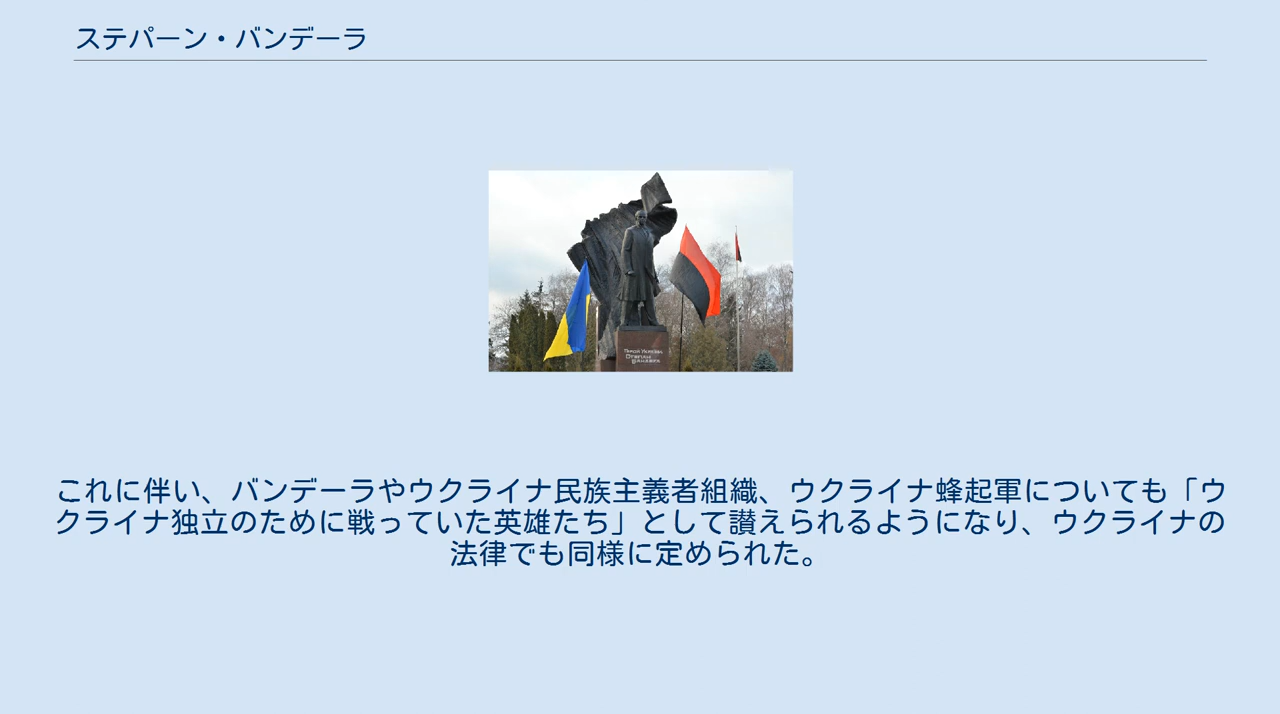 ステパーン・バンデーラ
Герой України
Степан
Бандера
これに伴い、バンデーラやウクライナ民族主義者組織、ウクライナ蜂起軍についても「ウ
クライナ独立のために戦っていた英雄たち」として讃えられるようになり、ウクライナの
法律でも同様に定められた。